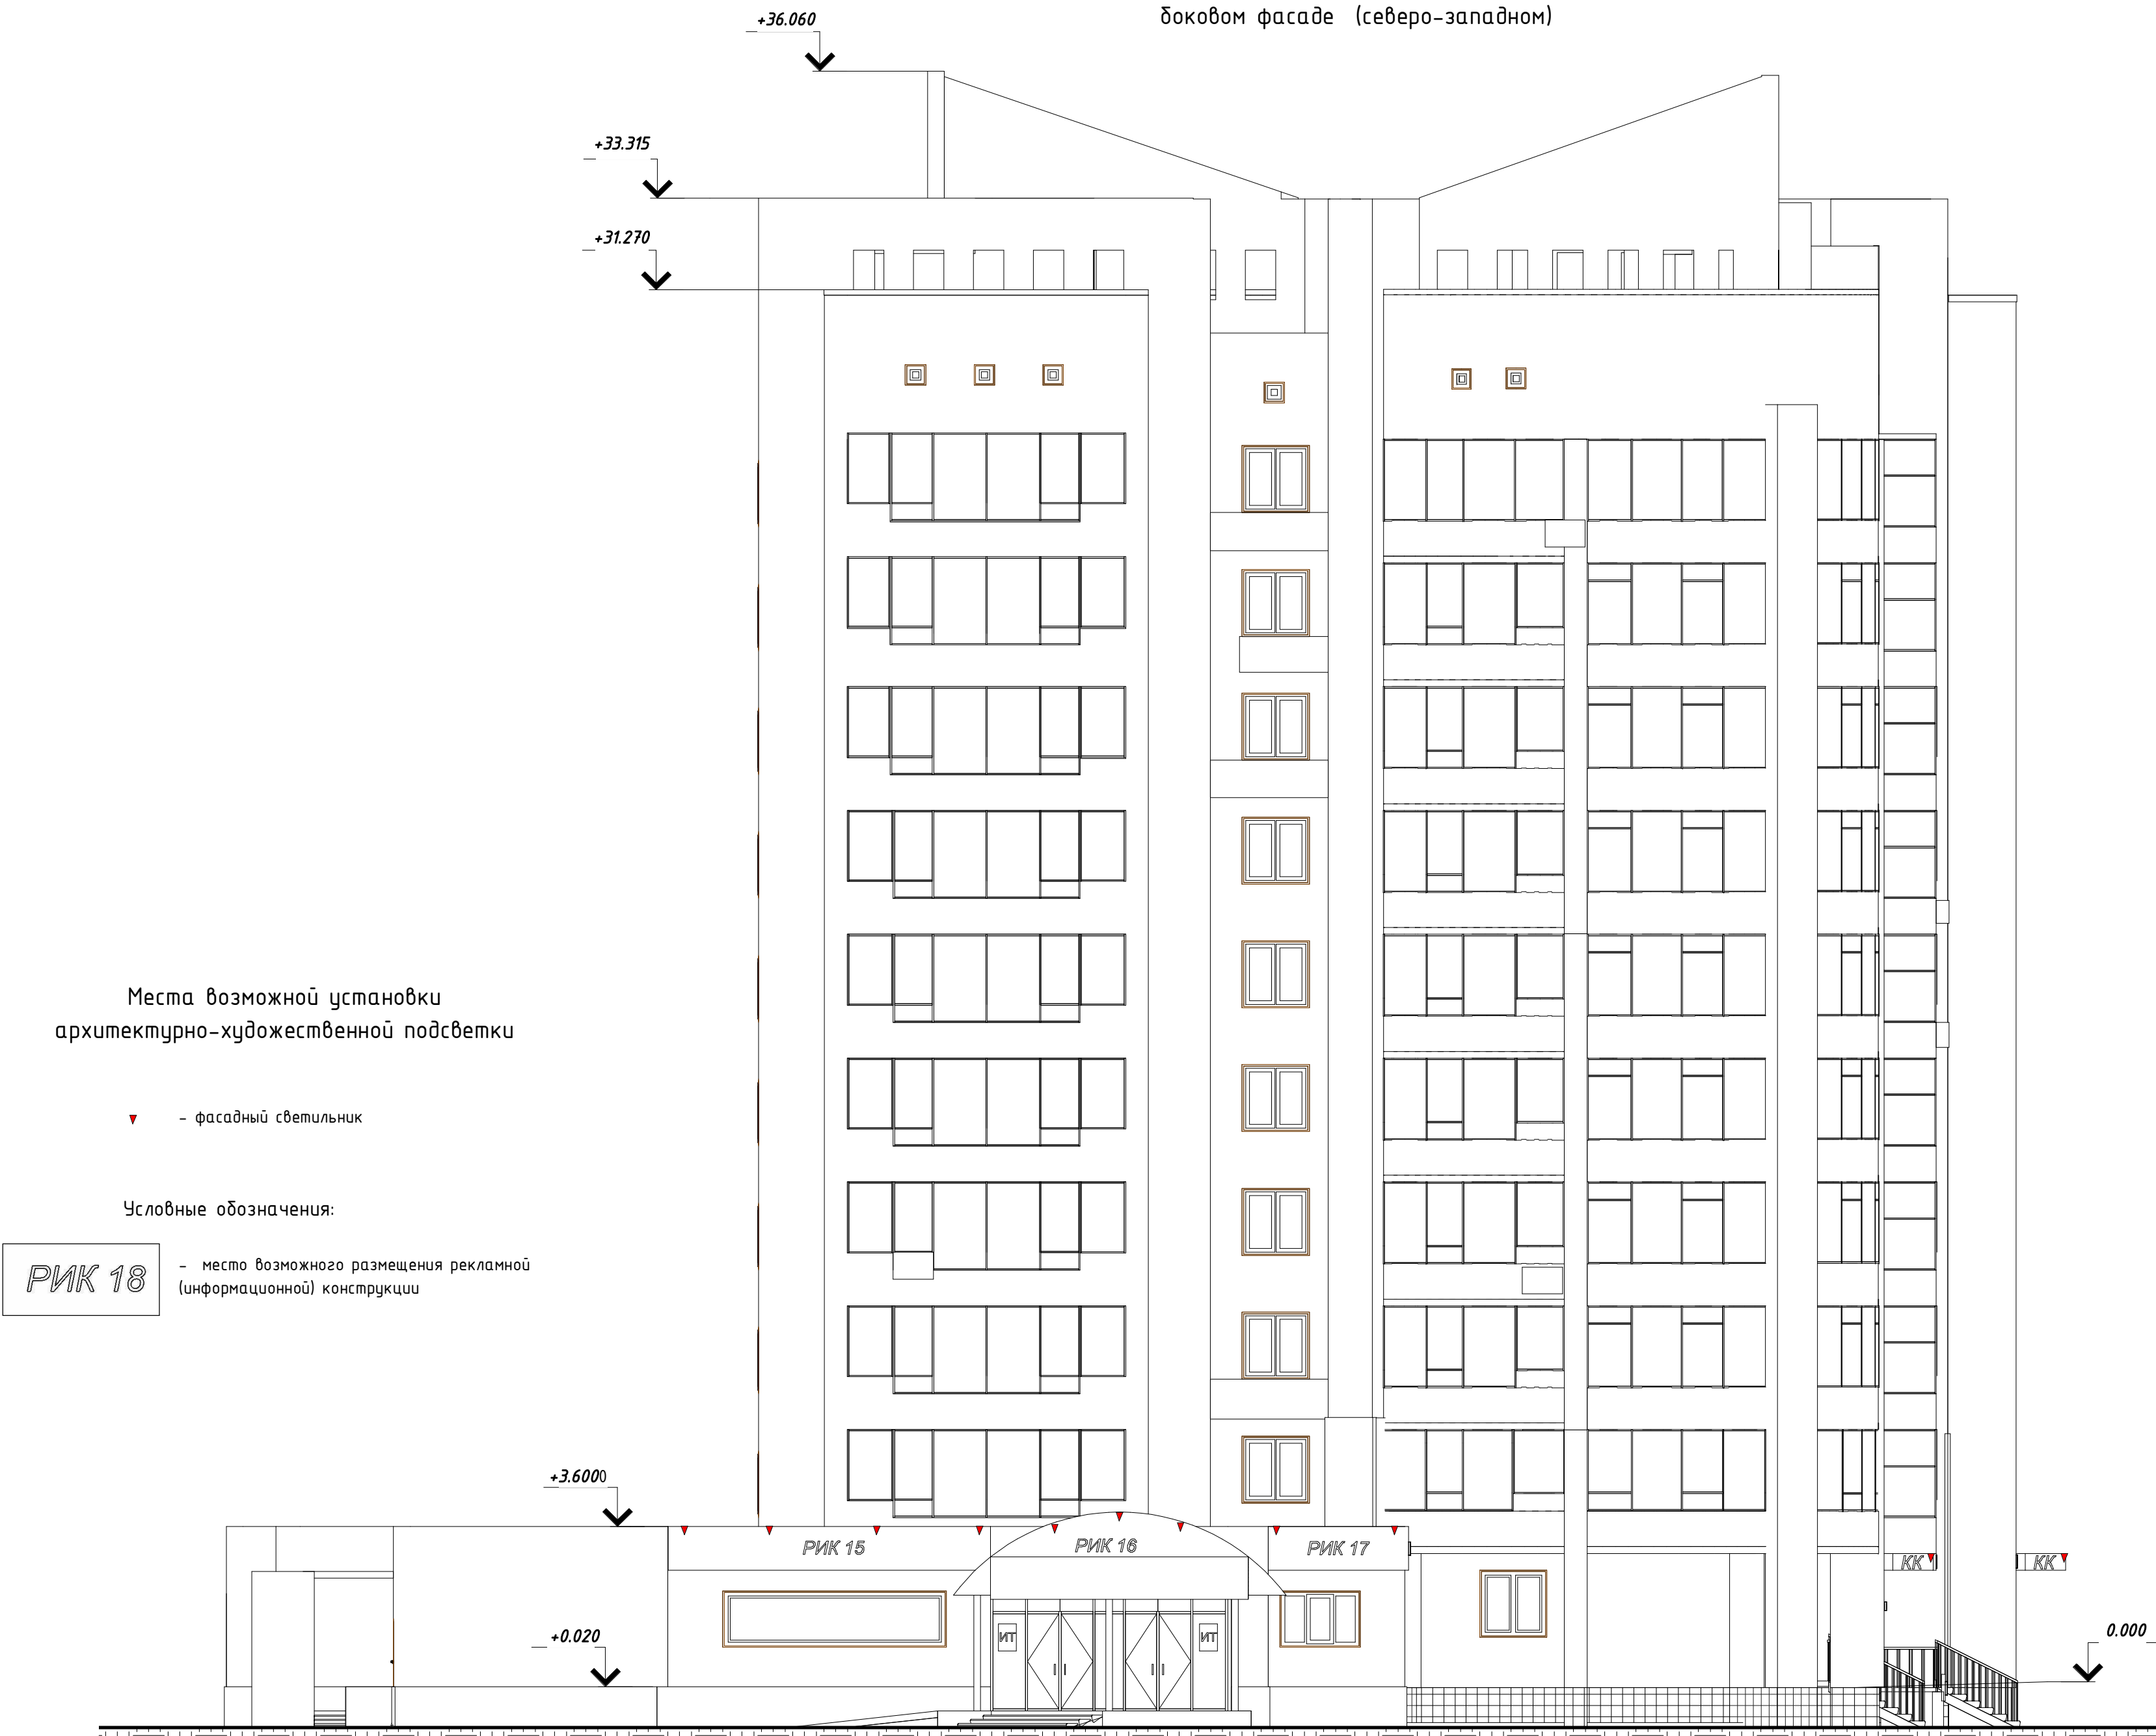 боковом фасаде (северо-западном)
+36.060
+33.315
+31.270
Места возможной установки
архитектурно-художественной подсветки
- фасадный светильник
Условные обозначения:
РИК 18
- место возможного размещения рекламной
(информационной) конструкции
+3.6000
РИК 15
РИК 16
РИК 17
КК
КК
ИТ
ИТ
+0.020
0.000